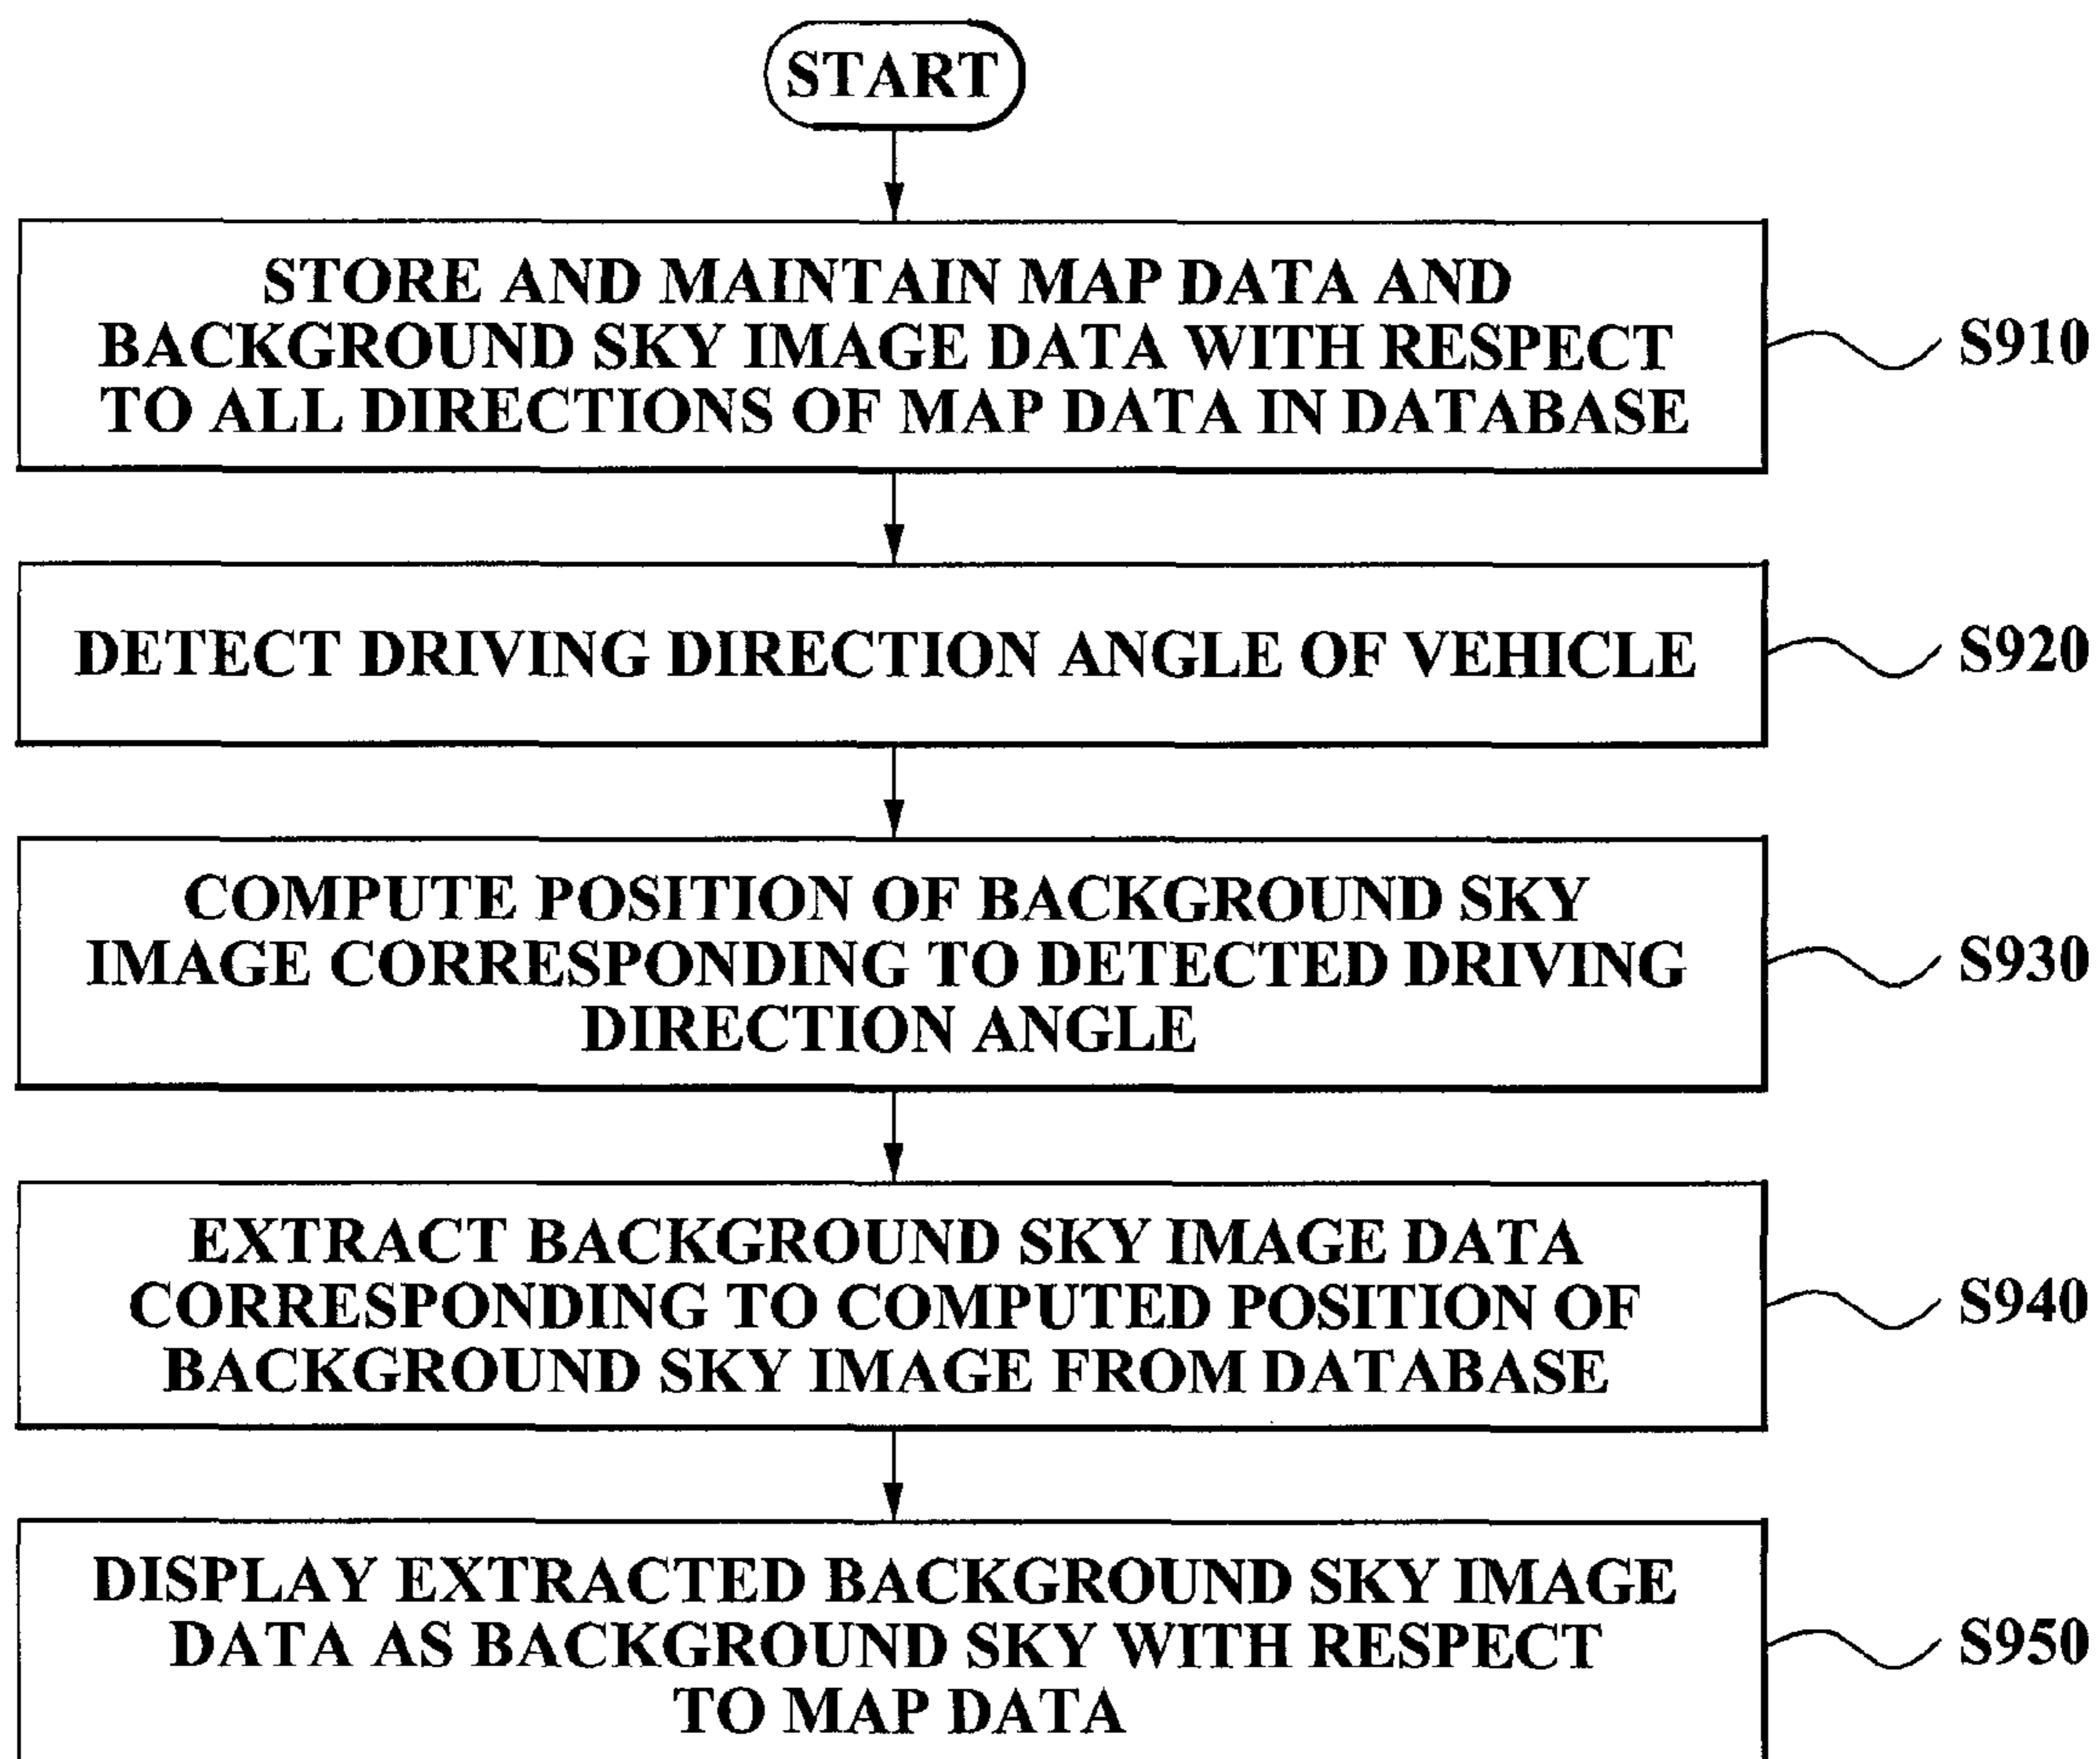 START
STORE AND MAINTAIN MAP DATA AND
BACKGROUND SKY IMAGE DATA WITH RESPECT
TO ALL DIRECTIONS OF MAP DATA IN DATABASE
S910
DETECT DRIVING DIRECTION ANGLE OF VEHICLE
S920
COMPUTE POSITION OF BACKGROUND SKY
IMAGE CORRESPONDING TO DETECTED DRIVING
DIRECTION ANGLE
S930
EXTRACT BACKGROUND SKY IMAGE DATA
CORRESPONDING TO COMPUTED POSITION OF
BACKGROUND SKY IMAGE FROM DATABASE
S940
DISPLAY EXTRACTED BACKGROUND SKY IMAGE
DATA AS BACKGROUND SKY WITH RESPECT
TO MAP DATA
S950